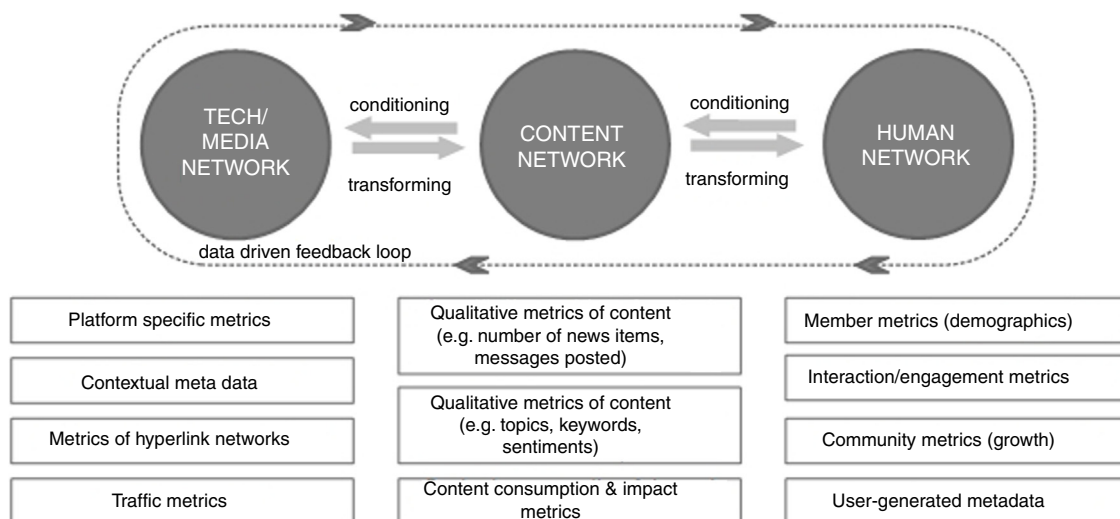 TECH/
MEDIA
NETWORK
conditioning
transforming
CONTENT
NETWORK
conditioning
transforming
HUMAN
NETWORK
data driven feedback loop
Platform specific metrics
Contextual meta data
Metrics of hyperlink networks
Traffic metrics
Qualitative metrics of content
(e.g. number of news items,
messages posted)
Qualitative metrics of content
(e.g. topics, keywords,
sentiments)
Content consumption & impact
metrics
Member metrics (demographics)
Interaction/engagement metrics
Community metrics (growth)
User-generated metadata